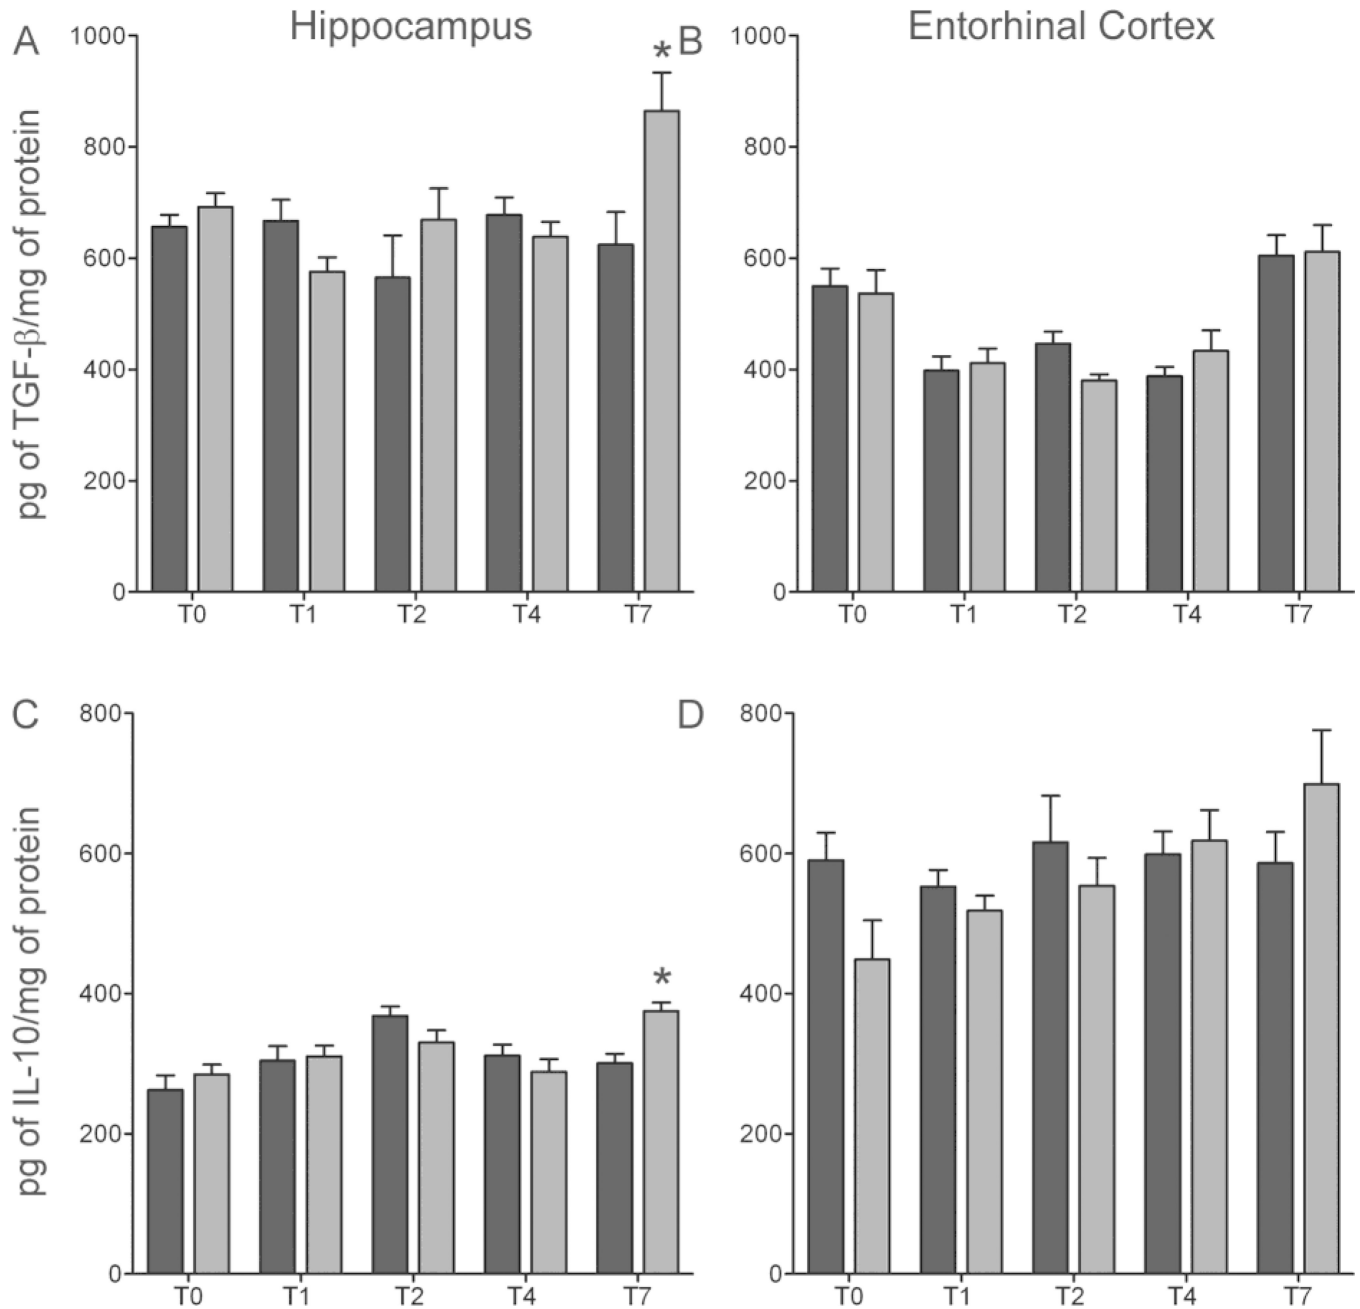 A Hippocampus B Entorhinal Cortex
pg of TGF-β/mg of protein
1000
800
600
400
200
0
*
T0 T1 T2 T4 T7
1000
800
600
400
200
0
T0 T1 T2 T4 T7
C
pg of IL-10/mg of protein
800
600
400
200
0
*
T0 T1 T2 T4 T7
D
800
600
400
200
0
T0 T1 T2 T4 T7